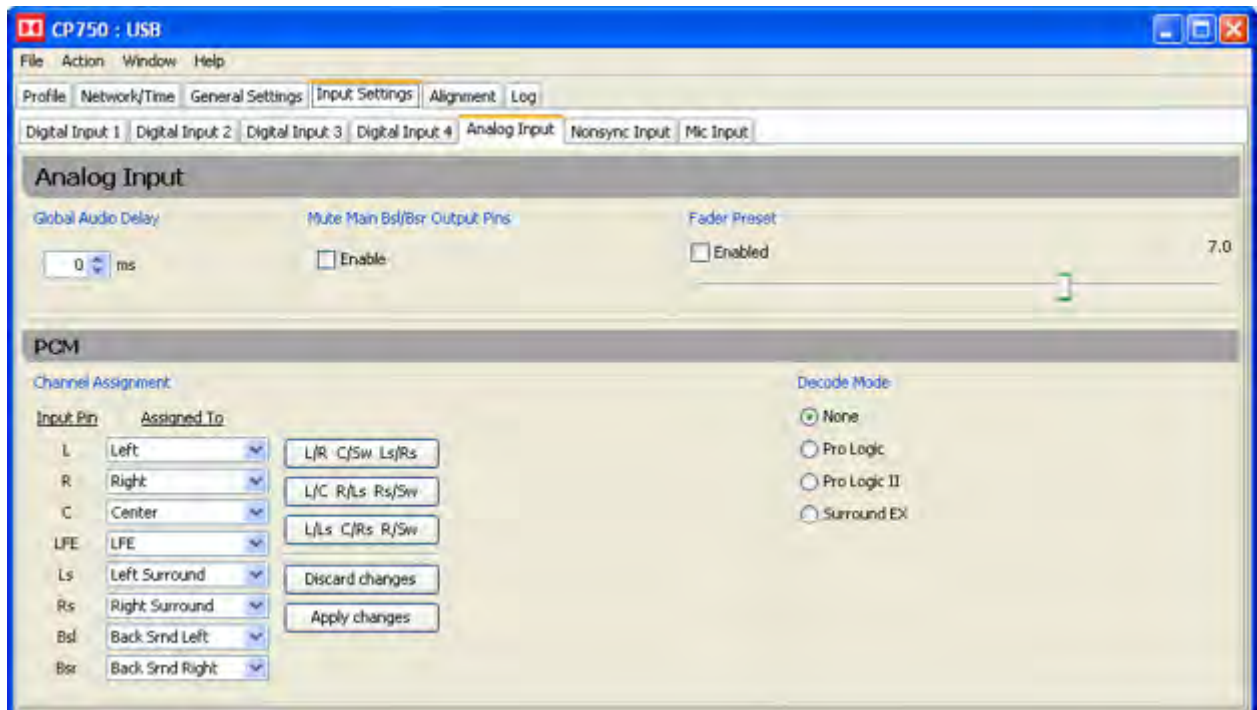 CP750 : USB
File Action Window Help
Profile Network/Time General Settings Input Settings Alignment Log
Digital Input 1 Digital Input 2 Digital Input 3 Digital Input 4 Analog Input Nonsync Input Mic Input
Analog Input
Global Audio Delay Mute Main Bsl/Bsr Output Pins Fader Preset
0 ms Enable Enabled 7.0
PCM
Channel Assignment Decode Mode
Input Pin Assigned To None
L Left L/R C/Sw Ls/Rs Pro Logic
R Right L/C R/Ls Rs/Sw Pro Logic II
C Center L/Ls C/Rs R/Sw Surround EX
LFE LFE
Ls Left Surround Discard changes
Rs Right Surround Apply changes
Bsl Back Srnd Left
Bsr Back Srnd Right